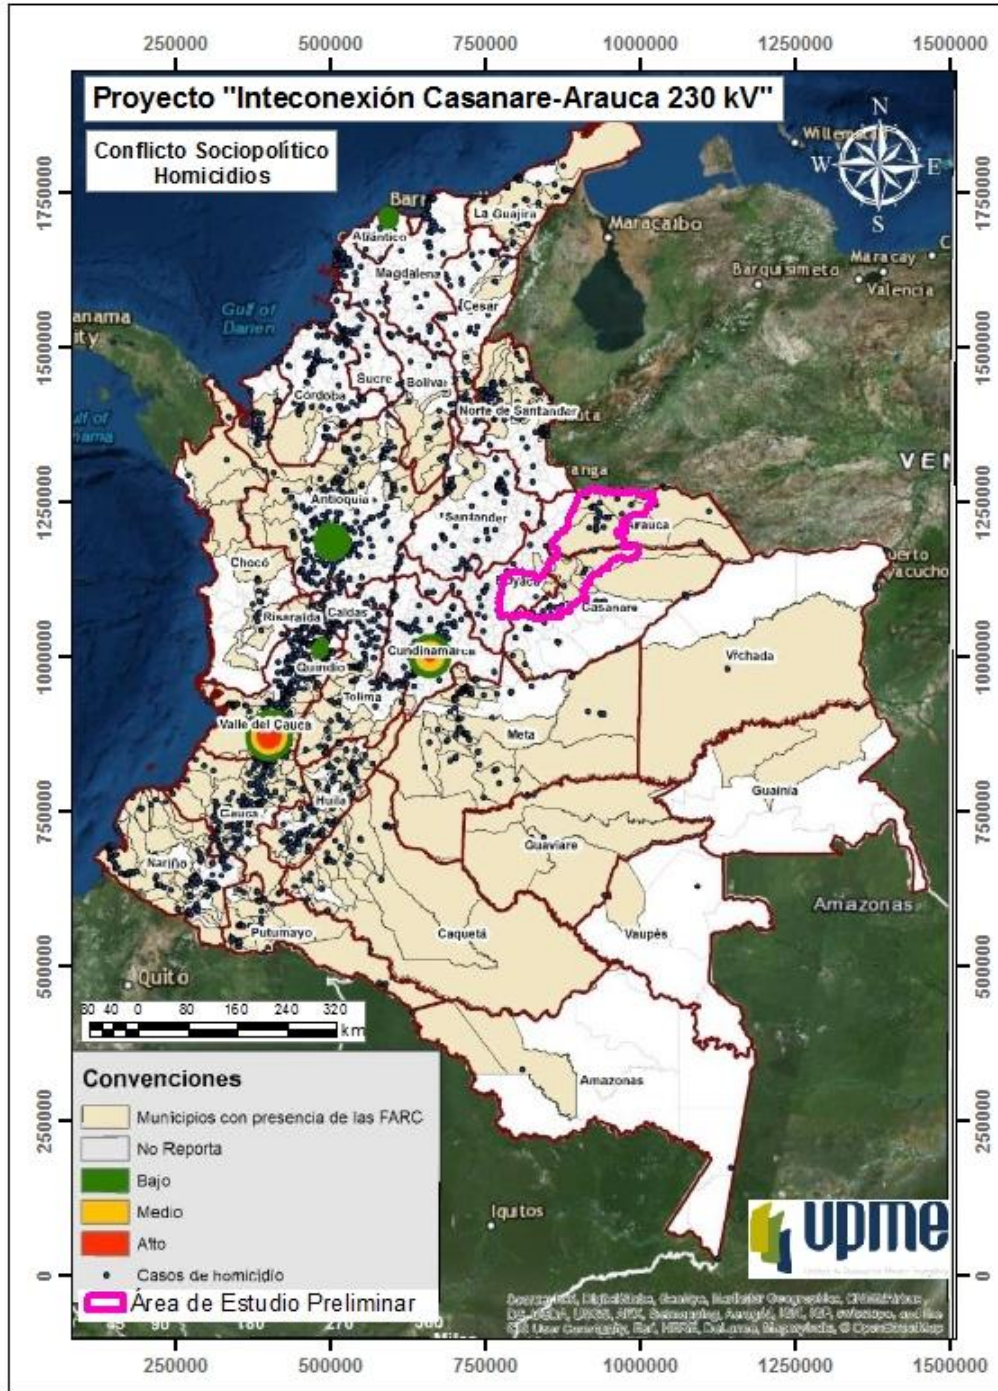 250000 500000 750000 1000000 1250000 1500000
Proyecto "Inteconexión Casanare-Arauca 230 kV"
Conflicto Sociopolítico
Homicidios
N
W E
S
1750000
1500000
1250000
1000000
750000
500000
250000
0
1750000
1500000
1250000
1000000
750000
500000
250000
0
La Guajira
Maracaibo
Atlántico
Maracay
Barquisimeto
Valencia
Magdalena
Cesar
Gulf of
Darien
Sucre
Bolívar
Córdoba
Norte de Santander
Antioquia
Santander
Arauca
Chocó
Casanare
Risaralda
Caldas
Cundinamarca
Quindío
Vichada
Tolima
Valle del Cauca
Meta
Guainía
Huila
Cauca
Guaviare
Nariño
Amazonas
Putumayo
Caquetá
Vaupés
Quito
80 40 0 80 160 240 320
km
Amazonas
Iquitos
Convenciones
Municipios con presencia de las FARC
No Reporta
Bajo
Medio
Alto
Casos de homicidio
Área de Estudio Preliminar
upme
250000 500000 750000 1000000 1250000 1500000